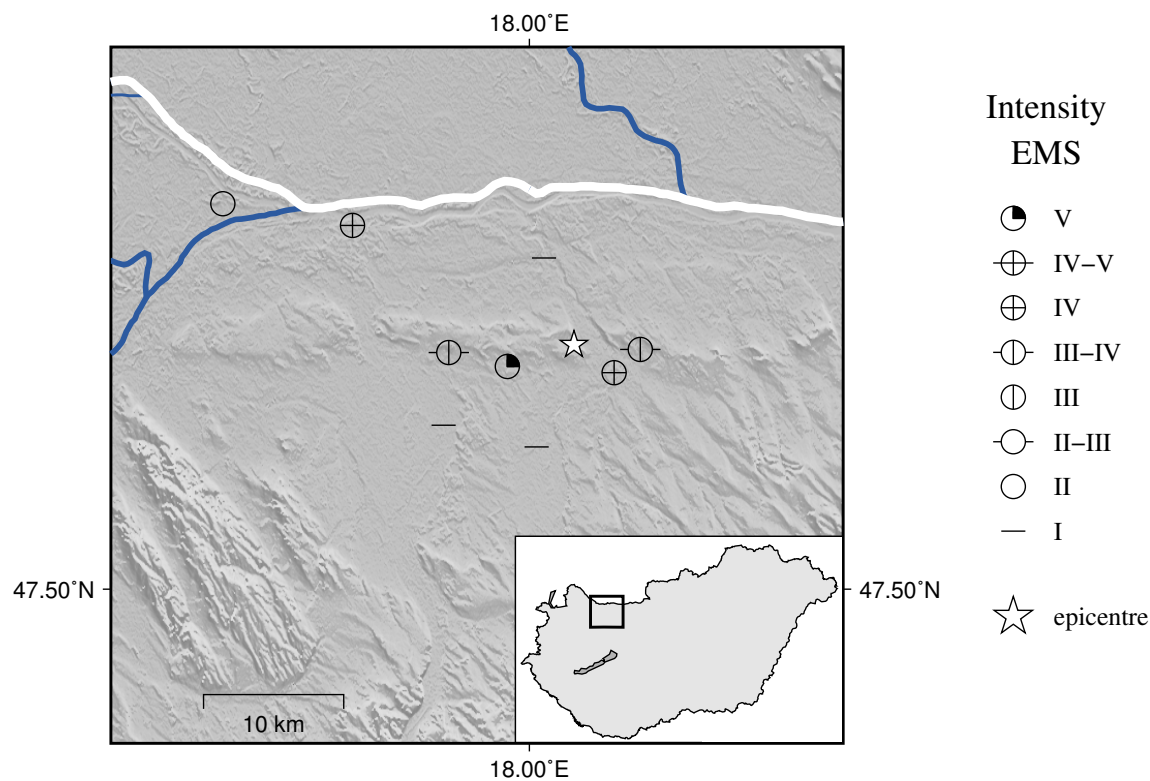 18.00°E
Intensity
EMS
V
IV−V
IV
III−IV
III
II−III
II
I
47.50°N
47.50°N
epicentre
10 km
18.00°E